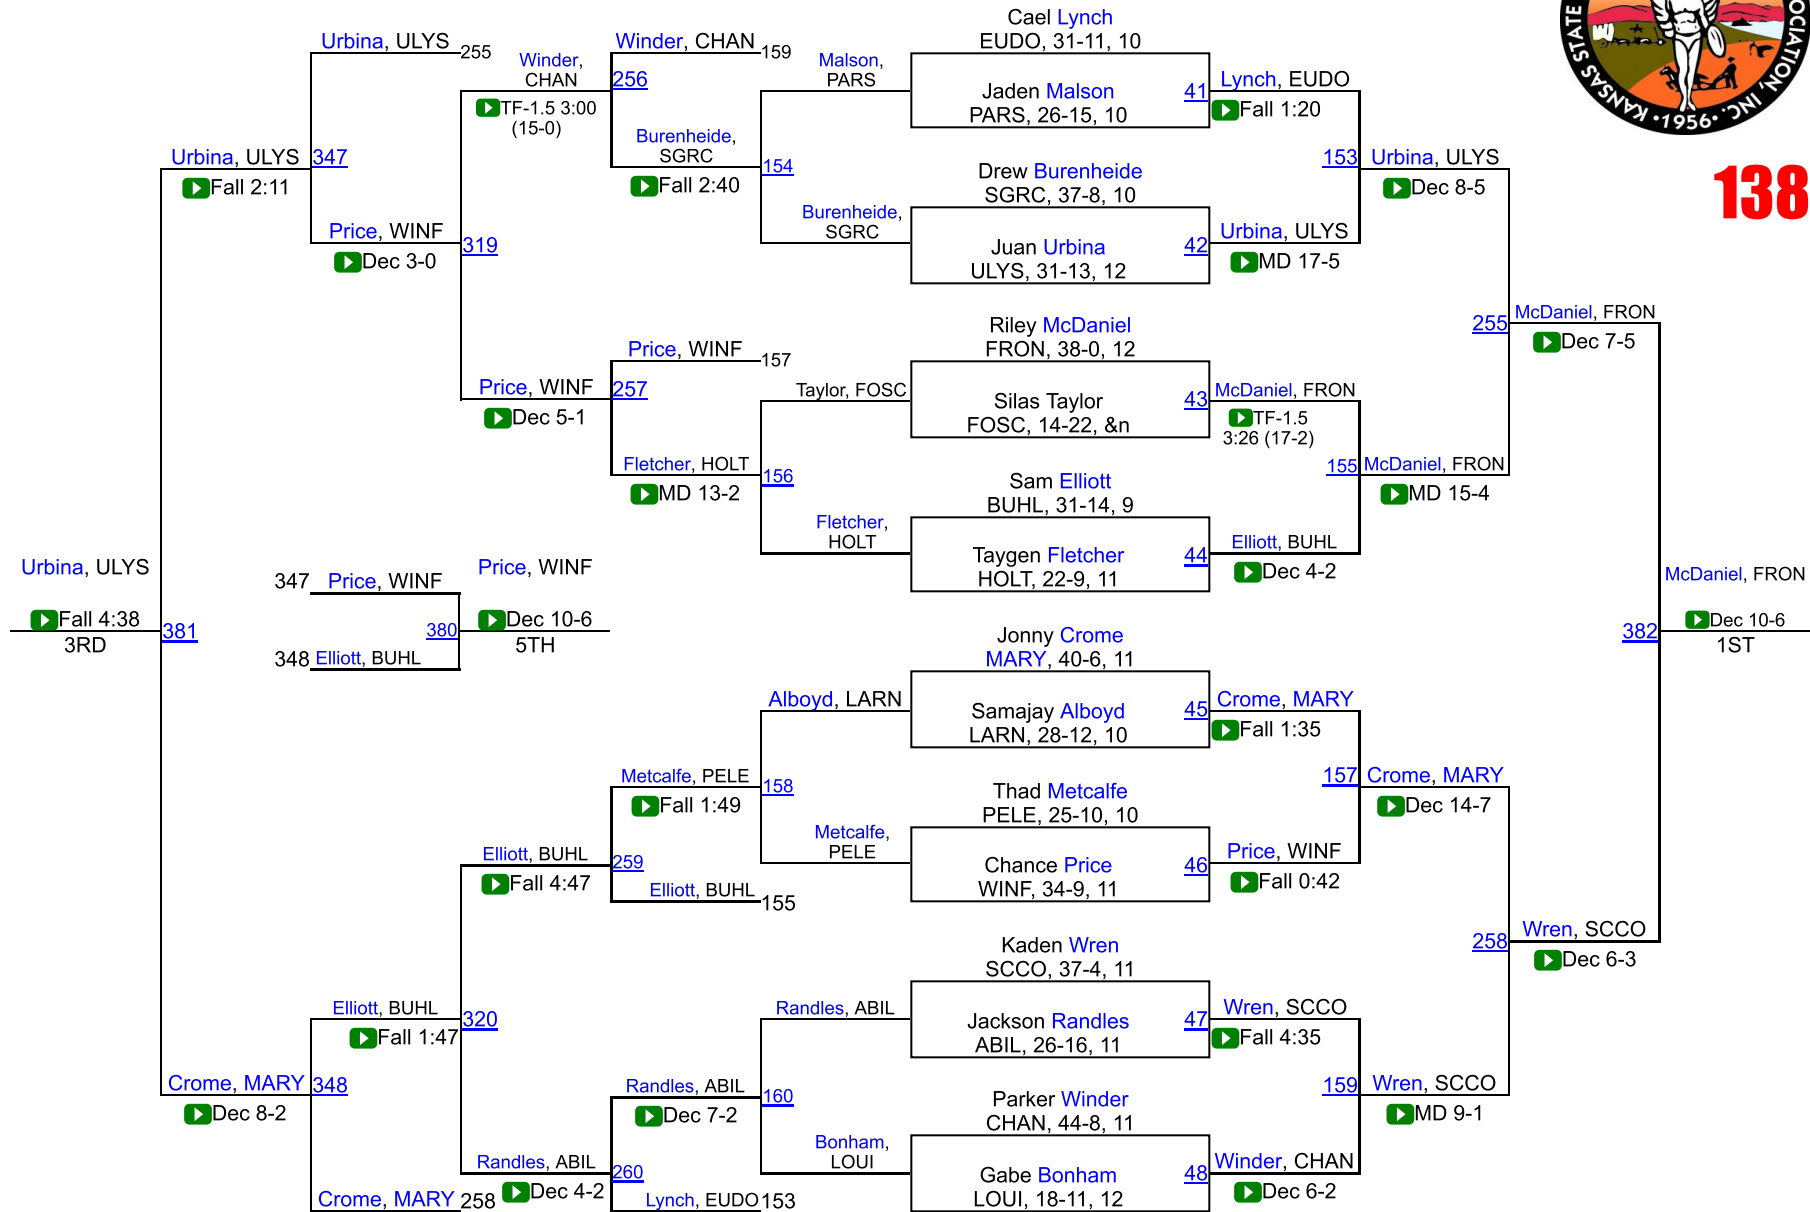 KANSAS STATE
OCIATION, INC.
•1956•
138
Urbina, ULYS
255
Urbina, ULYS
347
Fall 2:11
Price, WINF
Dec 3-0
Winder,
CHAN
TF-1.5 3:00
(15-0)
319
Price, WINF
Dec 5-1
Winder, CHAN
159
256
Burenheide,
SGRC
Fall 2:40
Price, WINF
157
257
Fletcher, HOLT
MD 13-2
Malson,
PARS
154
Burenheide,
SGRC
Taylor, FOSC
156
Fletcher,
HOLT
Cael Lynch
EUDO, 31-11, 10
Jaden Malson
PARS, 26-15, 10
41
Drew Burenheide
SGRC, 37-8, 10
Juan Urbina
ULYS, 31-13, 12
42
Riley McDaniel
FRON, 38-0, 12
Silas Taylor
FOSC, 14-22, &n
43
Sam Elliott
BUHL, 31-14, 9
Taygen Fletcher
HOLT, 22-9, 11
44
Lynch, EUDO
Fall 1:20
153
Urbina, ULYS
MD 17-5
McDaniel, FRON
TF-1.5
3:26 (17-2)
155
Elliott, BUHL
Dec 4-2
Urbina, ULYS
Dec 8-5
255
McDaniel, FRON
MD 15-4
McDaniel, FRON
Dec 7-5
Urbina, ULYS
Fall 4:38
3RD
381
347
Price, WINF
380
348
Elliott, BUHL
Price, WINF
Dec 10-6
5TH
382
McDaniel, FRON
Dec 10-6
1ST
Alboyd, LARN
158
Metcalfe,
PELE
Metcalfe, PELE
Fall 1:49
259
Elliott, BUHL
155
Elliott, BUHL
Fall 4:47
320
Elliott, BUHL
Fall 1:47
Crome, MARY
348
Dec 8-2
Crome, MARY
258
Randles, ABIL
Dec 4-2
Randles, ABIL
Dec 7-2
260
Lynch, EUDO
153
Randles, ABIL
160
Bonham,
LOUI
Jonny Crome
MARY, 40-6, 11
Samajay Alboyd
LARN, 28-12, 10
45
Thad Metcalfe
PELE, 25-10, 10
Chance Price
WINF, 34-9, 11
46
Kaden Wren
SCCO, 37-4, 11
Jackson Randles
ABIL, 26-16, 11
47
Parker Winder
CHAN, 44-8, 11
Gabe Bonham
LOUI, 18-11, 12
48
Crome, MARY
Fall 1:35
157
Price, WINF
Fall 0:42
Wren, SCCO
Fall 4:35
159
Winder, CHAN
Dec 6-2
Crome, MARY
Dec 14-7
258
Wren, SCCO
MD 9-1
Wren, SCCO
Dec 6-3